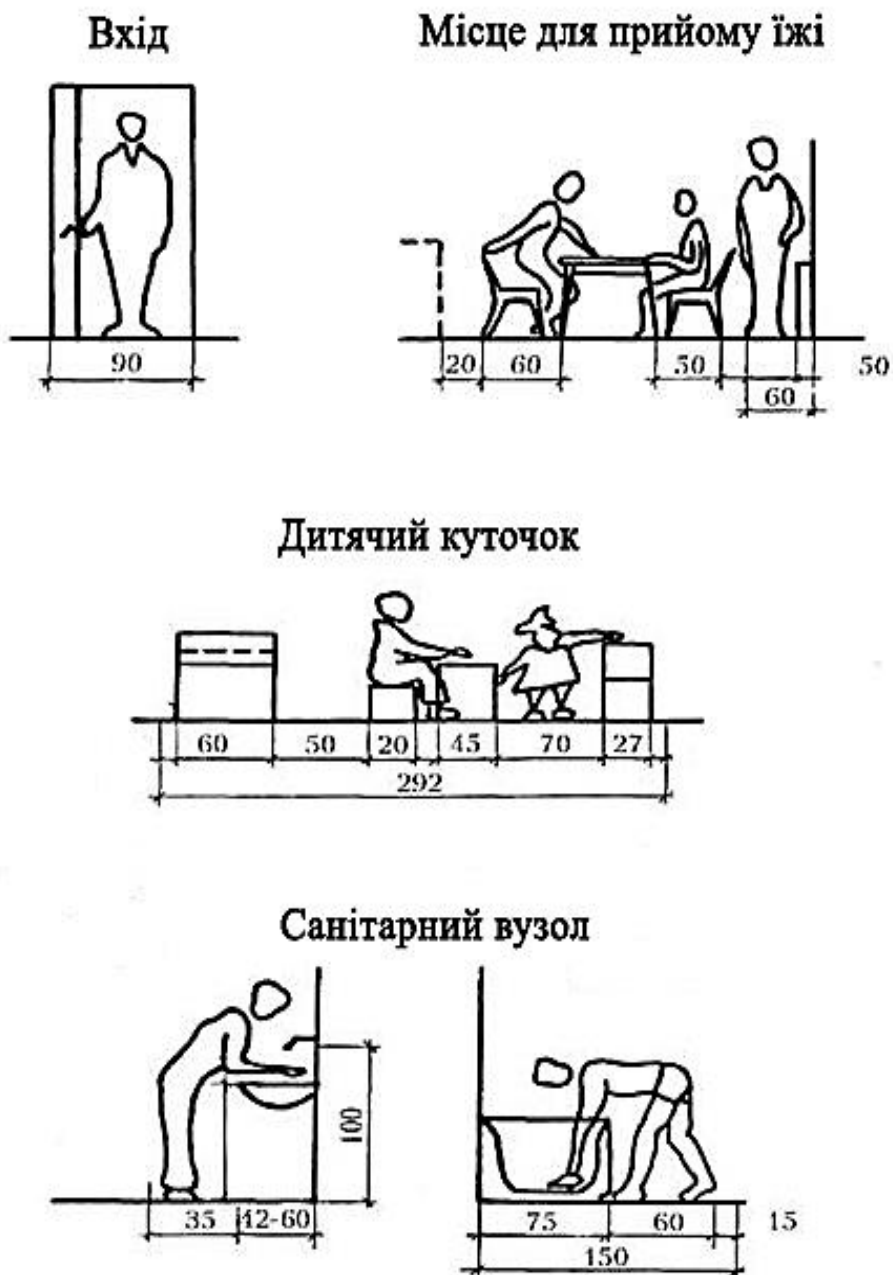 Вхід
Місце для прийому їжі
90
20 60 50 50
60
Дитячий куточок
60 50 20 45 70 27
292
Санітарний вузол
100
35 42-60
75 60 15
150